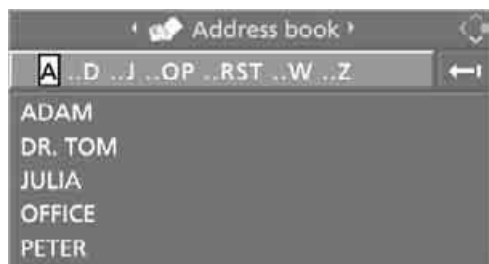 Address book
A ..D ..J ..OP ..RST ..W ..Z
ADAM
DR. TOM
JULIA
OFFICE
PETER